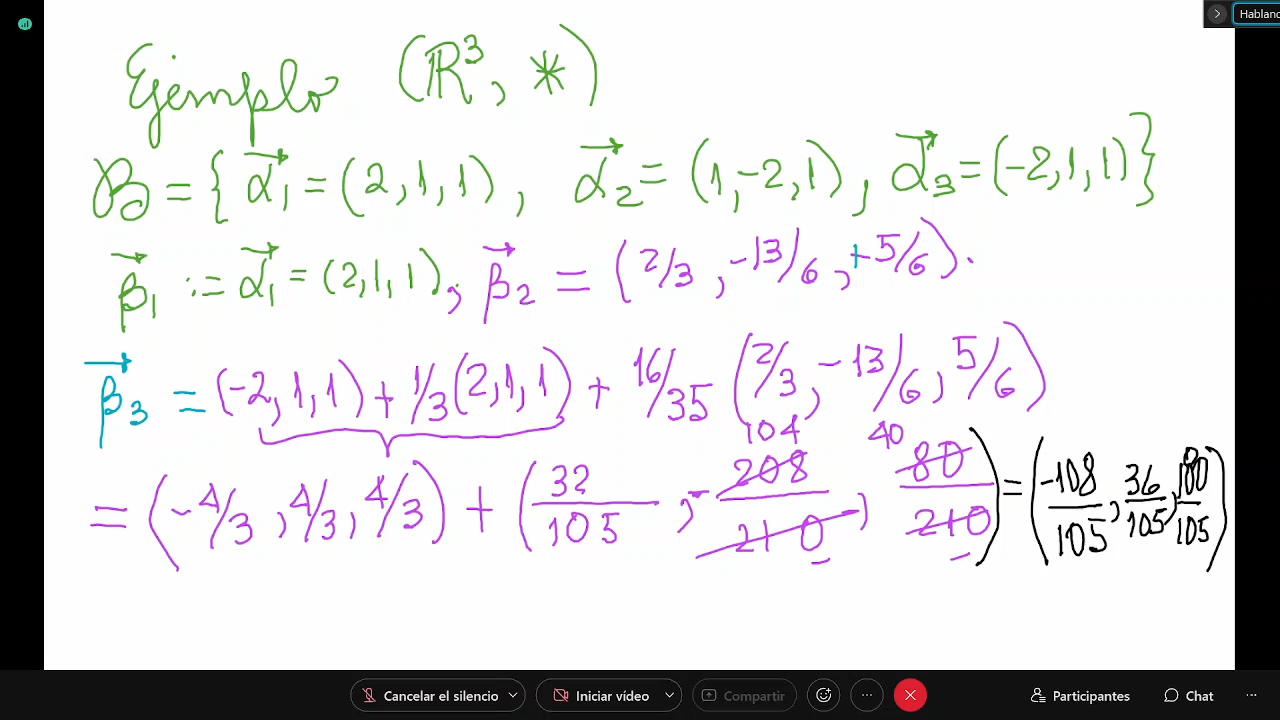 Hablano
Ejemplo (ℝ³, *)
B = { α⃗₁ = (2, 1, 1), α⃗₂ = (1, -2, 1), α⃗₃ = (-2, 1, 1) }
β⃗₁ := α⃗₁ = (2, 1, 1), β⃗₂ = (2/3, -13/6, +5/6).
β⃗₃ = (-2, 1, 1) + 1/3 (2, 1, 1) + 16/35 (2/3, -13/6, 5/6)
104 40
= (-4/3, 4/3, 4/3) + (32/105, -208/210, 80/210) = (-108/105, 36/105, 180/105)
Cancelar el silencio Iniciar vídeo Compartir Participantes Chat